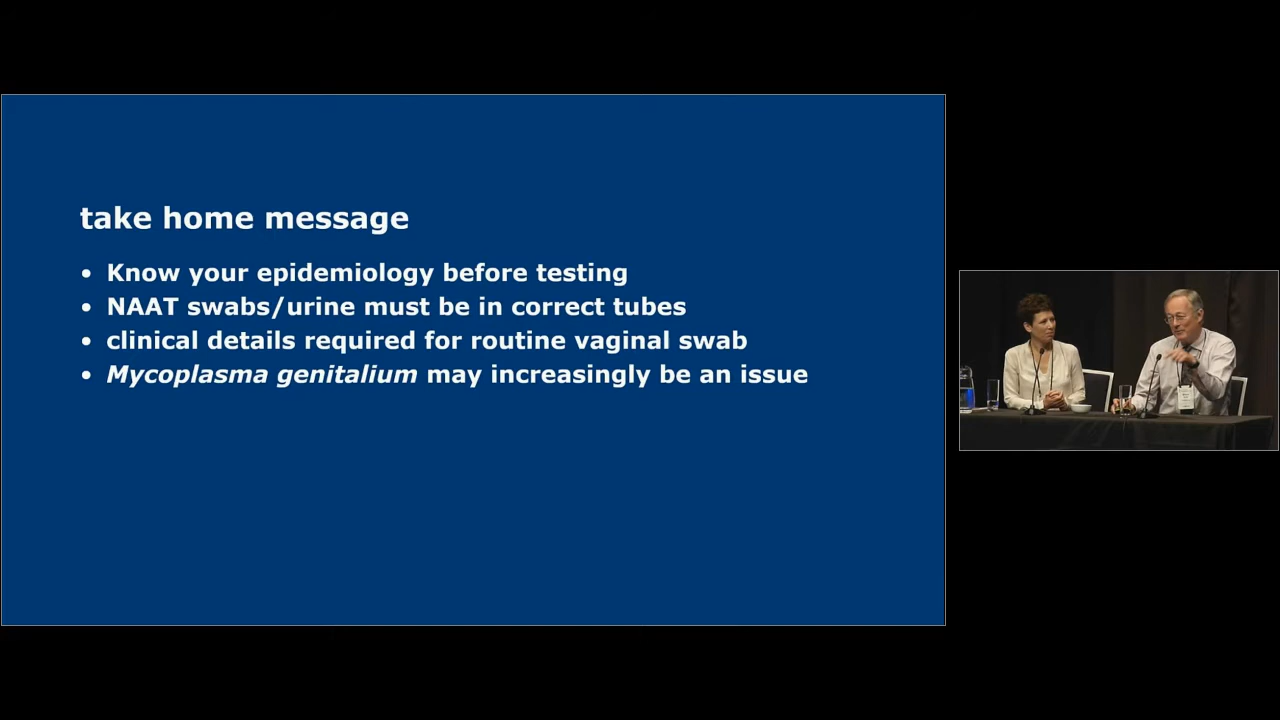 take home message
• Know your epidemiology before testing
• NAAT swabs/urine must be in correct tubes
• clinical details required for routine vaginal swab
• Mycoplasma genitalium may increasingly be an issue